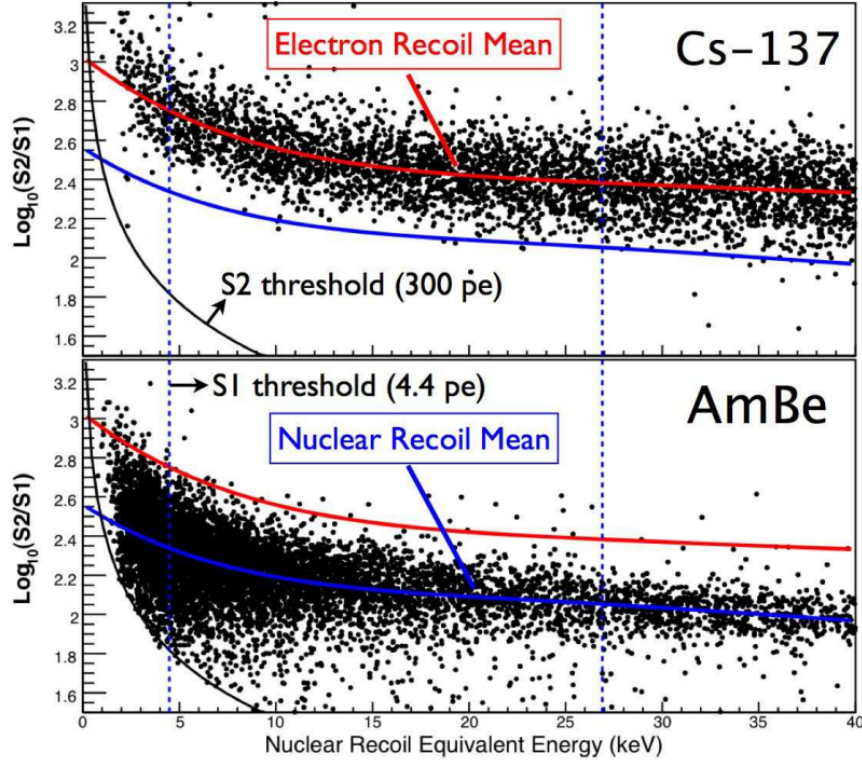 Log10(S2/S1)
3.2
3
2.8
2.6
2.4
2.2
2
1.8
1.6
Electron Recoil Mean
Cs-137
S2 threshold (300 pe)
Log10(S2/S1)
3.2
3
2.8
2.6
2.4
2.2
2
1.8
1.6
S1 threshold (4.4 pe)
AmBe
Nuclear Recoil Mean
0 5 10 15 20 25 30 35 40
Nuclear Recoil Equivalent Energy (keV)